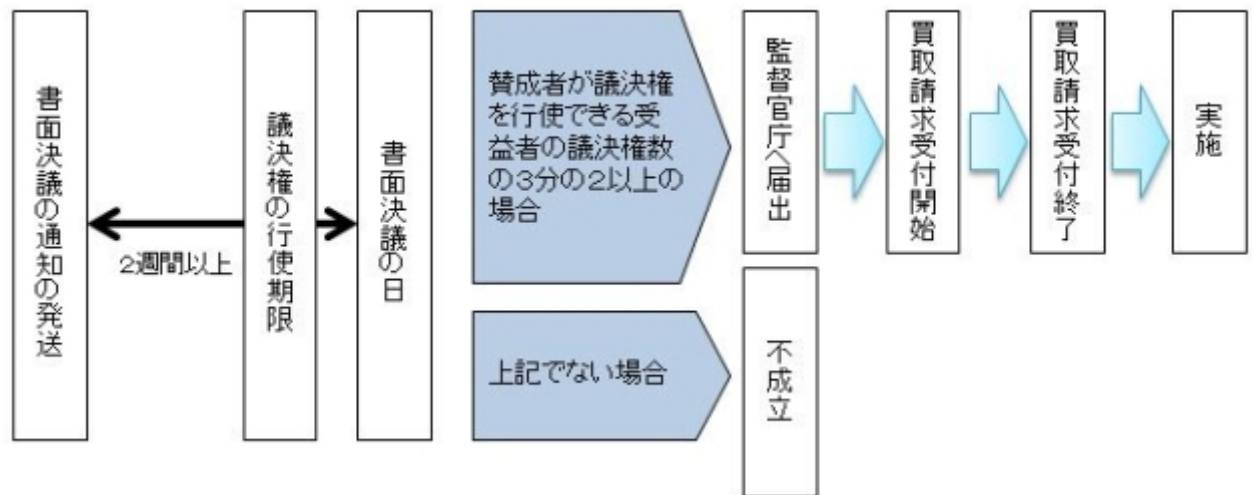 書面決議の通知の発送
2週間以上
議決権の行使期限
書面決議の日
賛成者が議決権
を行使できる受
益者の議決権数
の3分の2以上の
場合
上記でない場合
監督官庁へ届出
不成立
買取請求受付開始
買取請求受付終了
実施